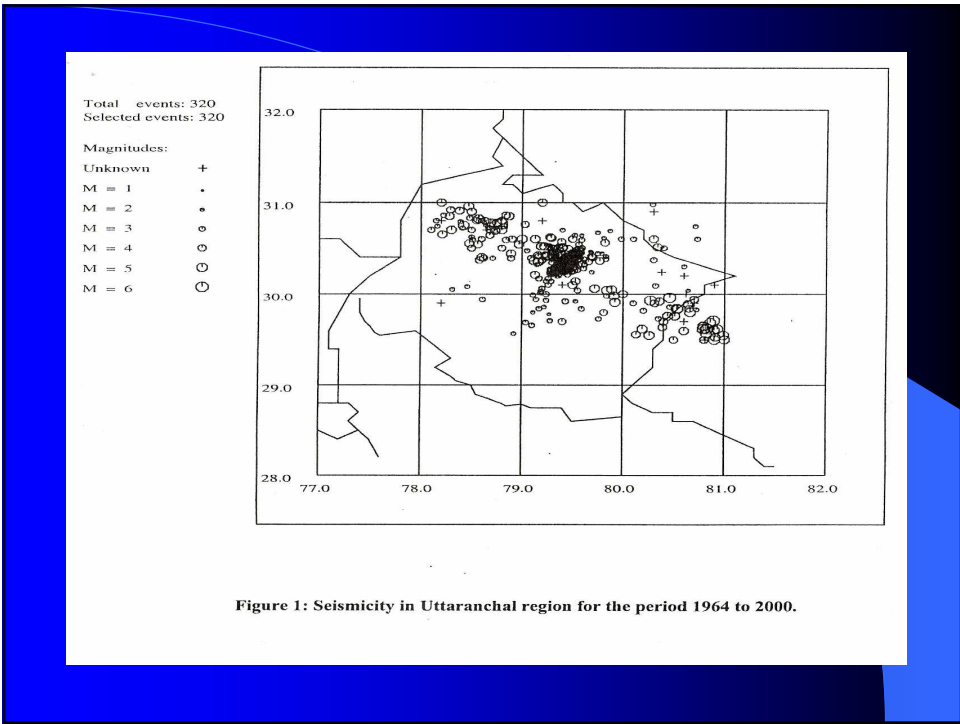 Total events: 320
Selected events: 320
Magnitudes:
Unknown +
M = 1
M = 2
M = 3
M = 4
M = 5
M = 6
32.0
31.0
30.0
29.0
28.0
77.0 78.0 79.0 80.0 81.0 82.0
Figure 1: Seismicity in Uttaranchal region for the period 1964 to 2000.